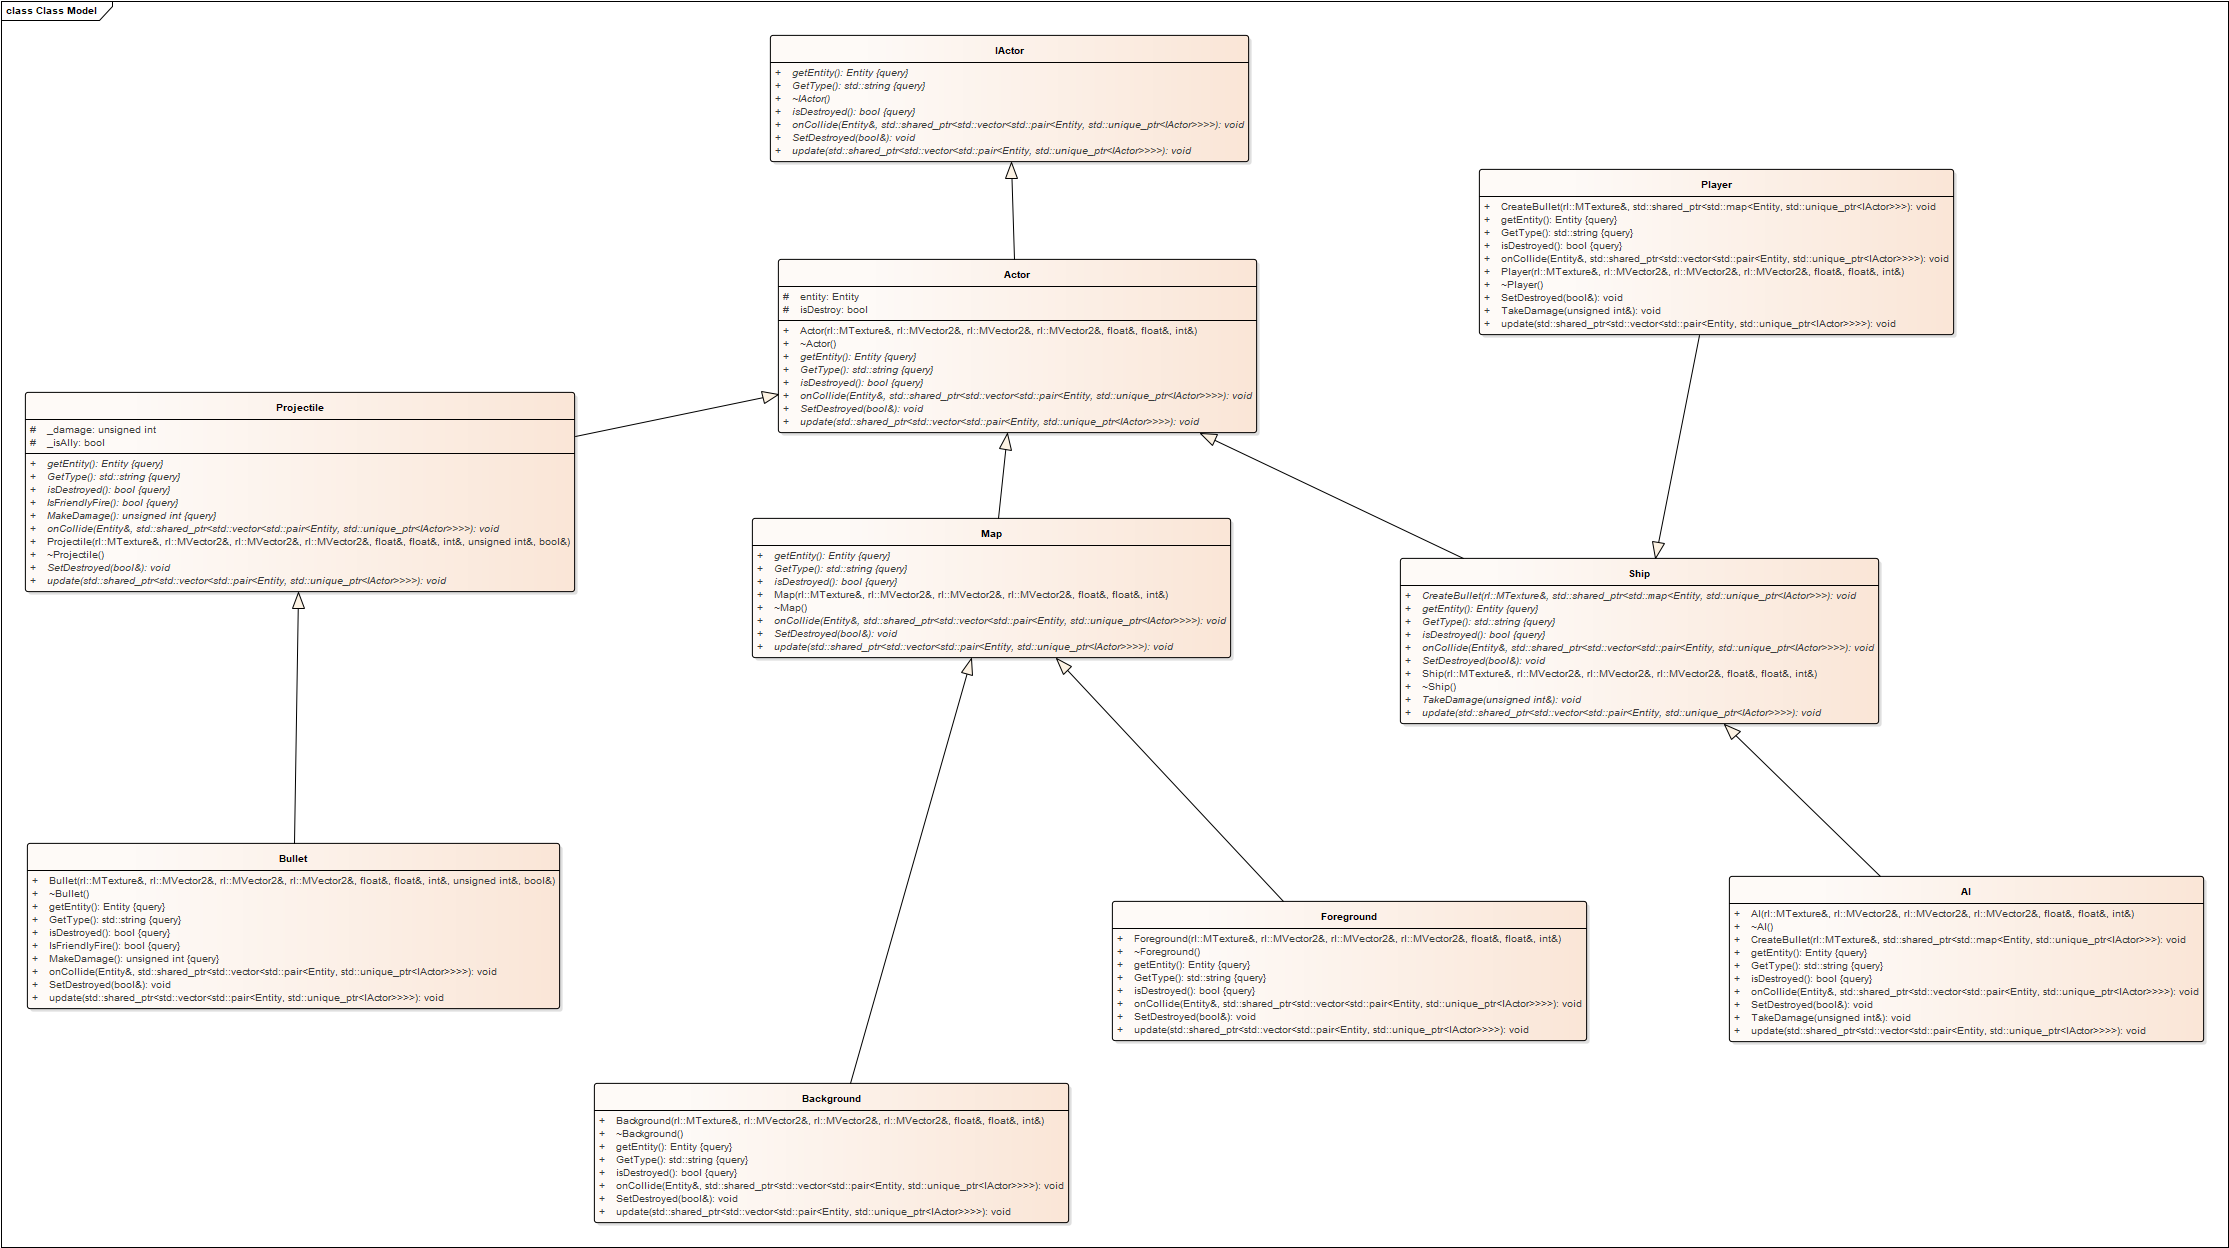 class Class Model
IActor
+ getEntity(): Entity {query}
+ GetType(): std::string {query}
+ ~IActor()
+ isDestroyed(): bool {query}
+ onCollide(Entity&, std::shared_ptr<std::vector<std::pair<Entity, std::unique_ptr<IActor>>>>): void
+ SetDestroyed(bool&): void
+ update(std::shared_ptr<std::vector<std::pair<Entity, std::unique_ptr<IActor>>>>): void
Player
+ CreateBullet(rl::MTexture&, std::shared_ptr<std::map<Entity, std::unique_ptr<IActor>>>): void
+ getEntity(): Entity {query}
+ GetType(): std::string {query}
+ isDestroyed(): bool {query}
+ onCollide(Entity&, std::shared_ptr<std::vector<std::pair<Entity, std::unique_ptr<IActor>>>>): void
+ Player(rl::MTexture&, rl::MVector2&, rl::MVector2&, rl::MVector2&, float&, float&, int&)
+ ~Player()
+ SetDestroyed(bool&): void
+ TakeDamage(unsigned int&): void
+ update(std::shared_ptr<std::vector<std::pair<Entity, std::unique_ptr<IActor>>>>): void
Actor
# entity: Entity
# isDestroy: bool
+ Actor(rl::MTexture&, rl::MVector2&, rl::MVector2&, rl::MVector2&, float&, float&, int&)
+ ~Actor()
+ getEntity(): Entity {query}
+ GetType(): std::string {query}
+ isDestroyed(): bool {query}
+ onCollide(Entity&, std::shared_ptr<std::vector<std::pair<Entity, std::unique_ptr<IActor>>>>): void
+ SetDestroyed(bool&): void
+ update(std::shared_ptr<std::vector<std::pair<Entity, std::unique_ptr<IActor>>>>): void
Projectile
# _damage: unsigned int
# _isAlly: bool
+ getEntity(): Entity {query}
+ GetType(): std::string {query}
+ isDestroyed(): bool {query}
+ IsFriendlyFire(): bool {query}
+ MakeDamage(): unsigned int {query}
+ onCollide(Entity&, std::shared_ptr<std::vector<std::pair<Entity, std::unique_ptr<IActor>>>>): void
+ Projectile(rl::MTexture&, rl::MVector2&, rl::MVector2&, rl::MVector2&, float&, float&, int&, unsigned int&, bool&)
+ ~Projectile()
+ SetDestroyed(bool&): void
+ update(std::shared_ptr<std::vector<std::pair<Entity, std::unique_ptr<IActor>>>>): void
Map
+ getEntity(): Entity {query}
+ GetType(): std::string {query}
+ isDestroyed(): bool {query}
+ Map(rl::MTexture&, rl::MVector2&, rl::MVector2&, rl::MVector2&, float&, float&, int&)
+ ~Map()
+ onCollide(Entity&, std::shared_ptr<std::vector<std::pair<Entity, std::unique_ptr<IActor>>>>): void
+ SetDestroyed(bool&): void
+ update(std::shared_ptr<std::vector<std::pair<Entity, std::unique_ptr<IActor>>>>): void
Ship
+ CreateBullet(rl::MTexture&, std::shared_ptr<std::map<Entity, std::unique_ptr<IActor>>>): void
+ getEntity(): Entity {query}
+ GetType(): std::string {query}
+ isDestroyed(): bool {query}
+ onCollide(Entity&, std::shared_ptr<std::vector<std::pair<Entity, std::unique_ptr<IActor>>>>): void
+ SetDestroyed(bool&): void
+ Ship(rl::MTexture&, rl::MVector2&, rl::MVector2&, rl::MVector2&, float&, float&, int&)
+ ~Ship()
+ TakeDamage(unsigned int&): void
+ update(std::shared_ptr<std::vector<std::pair<Entity, std::unique_ptr<IActor>>>>): void
Bullet
+ Bullet(rl::MTexture&, rl::MVector2&, rl::MVector2&, rl::MVector2&, float&, float&, int&, unsigned int&, bool&)
+ ~Bullet()
+ getEntity(): Entity {query}
+ GetType(): std::string {query}
+ isDestroyed(): bool {query}
+ IsFriendlyFire(): bool {query}
+ MakeDamage(): unsigned int {query}
+ onCollide(Entity&, std::shared_ptr<std::vector<std::pair<Entity, std::unique_ptr<IActor>>>>): void
+ SetDestroyed(bool&): void
+ update(std::shared_ptr<std::vector<std::pair<Entity, std::unique_ptr<IActor>>>>): void
Foreground
+ Foreground(rl::MTexture&, rl::MVector2&, rl::MVector2&, rl::MVector2&, float&, float&, int&)
+ ~Foreground()
+ getEntity(): Entity {query}
+ GetType(): std::string {query}
+ isDestroyed(): bool {query}
+ onCollide(Entity&, std::shared_ptr<std::vector<std::pair<Entity, std::unique_ptr<IActor>>>>): void
+ SetDestroyed(bool&): void
+ update(std::shared_ptr<std::vector<std::pair<Entity, std::unique_ptr<IActor>>>>): void
AI
+ AI(rl::MTexture&, rl::MVector2&, rl::MVector2&, rl::MVector2&, float&, float&, int&)
+ ~AI()
+ CreateBullet(rl::MTexture&, std::shared_ptr<std::map<Entity, std::unique_ptr<IActor>>>): void
+ getEntity(): Entity {query}
+ GetType(): std::string {query}
+ isDestroyed(): bool {query}
+ onCollide(Entity&, std::shared_ptr<std::vector<std::pair<Entity, std::unique_ptr<IActor>>>>): void
+ SetDestroyed(bool&): void
+ TakeDamage(unsigned int&): void
+ update(std::shared_ptr<std::vector<std::pair<Entity, std::unique_ptr<IActor>>>>): void
Background
+ Background(rl::MTexture&, rl::MVector2&, rl::MVector2&, rl::MVector2&, float&, float&, int&)
+ ~Background()
+ getEntity(): Entity {query}
+ GetType(): std::string {query}
+ isDestroyed(): bool {query}
+ onCollide(Entity&, std::shared_ptr<std::vector<std::pair<Entity, std::unique_ptr<IActor>>>>): void
+ SetDestroyed(bool&): void
+ update(std::shared_ptr<std::vector<std::pair<Entity, std::unique_ptr<IActor>>>>): void